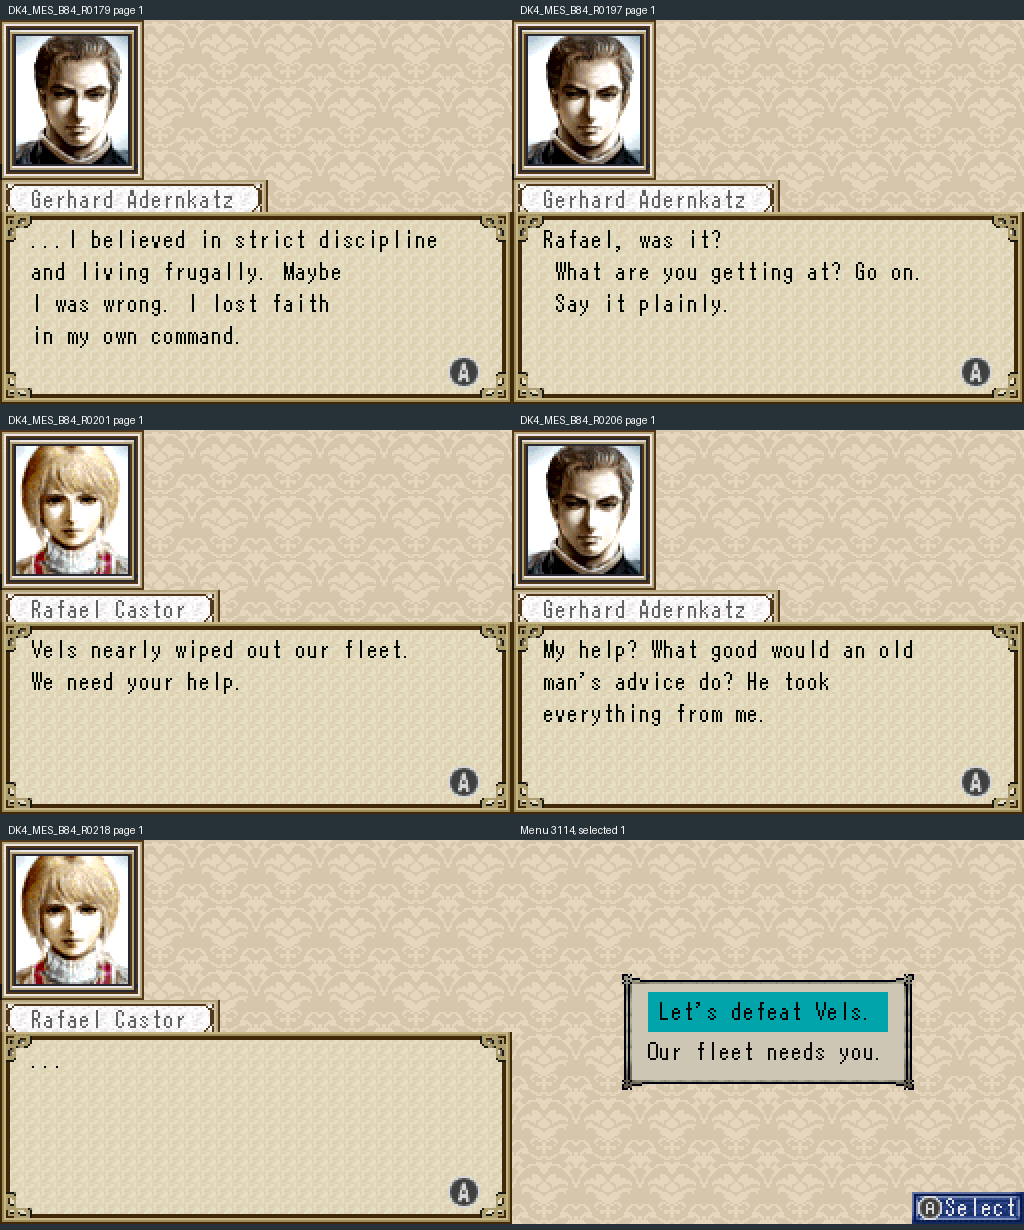 DK4_MES_B84_R0179 page 1
Gerhard Adernkatz
...I believed in strict discipline
and living frugally. Maybe
I was wrong. I lost faith
in my own command.
A
DK4_MES_B84_R0197 page 1
Gerhard Adernkatz
Rafael, was it?
What are you getting at? Go on.
Say it plainly.
A
DK4_MES_B84_R0201 page 1
Rafael Castor
Vels nearly wiped out our fleet.
We need your help.
A
DK4_MES_B84_R0206 page 1
Gerhard Adernkatz
My help? What good would an old
man's advice do? He took
everything from me.
A
DK4_MES_B84_R0218 page 1
Rafael Castor
...
A
Menu 3114, selected 1
Let's defeat Vels.
Our fleet needs you.
A Select